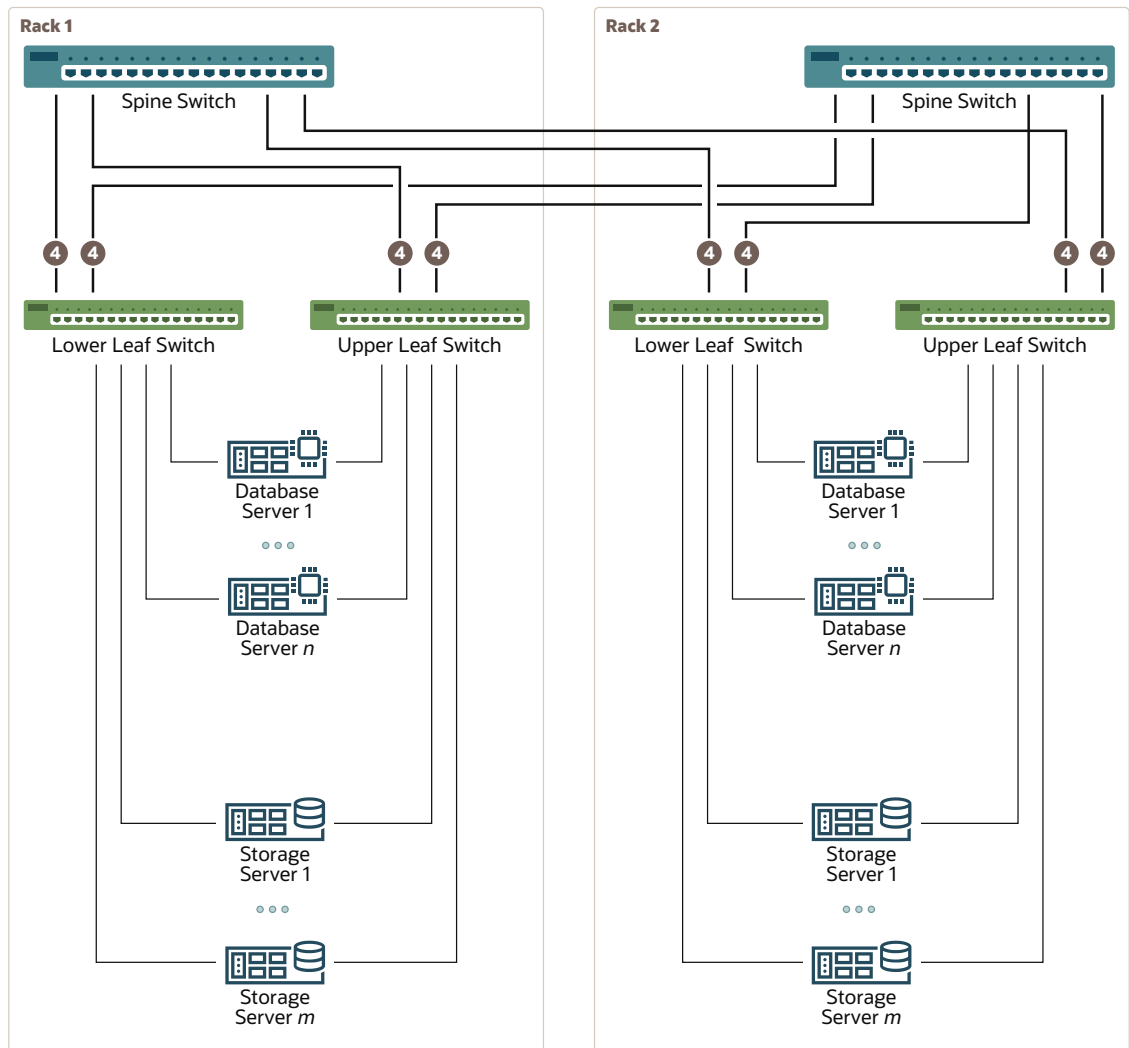 Rack 1
Rack 2
Spine Switch
Spine Switch
4
4
4
4
4
4
4
4
Lower Leaf Switch
Upper Leaf Switch
Lower Leaf Switch
Upper Leaf Switch
Database
Server 1
Database
Server 1
Database
Server n
Database
Server n
Storage
Server 1
Storage
Server 1
Storage
Server m
Storage
Server m